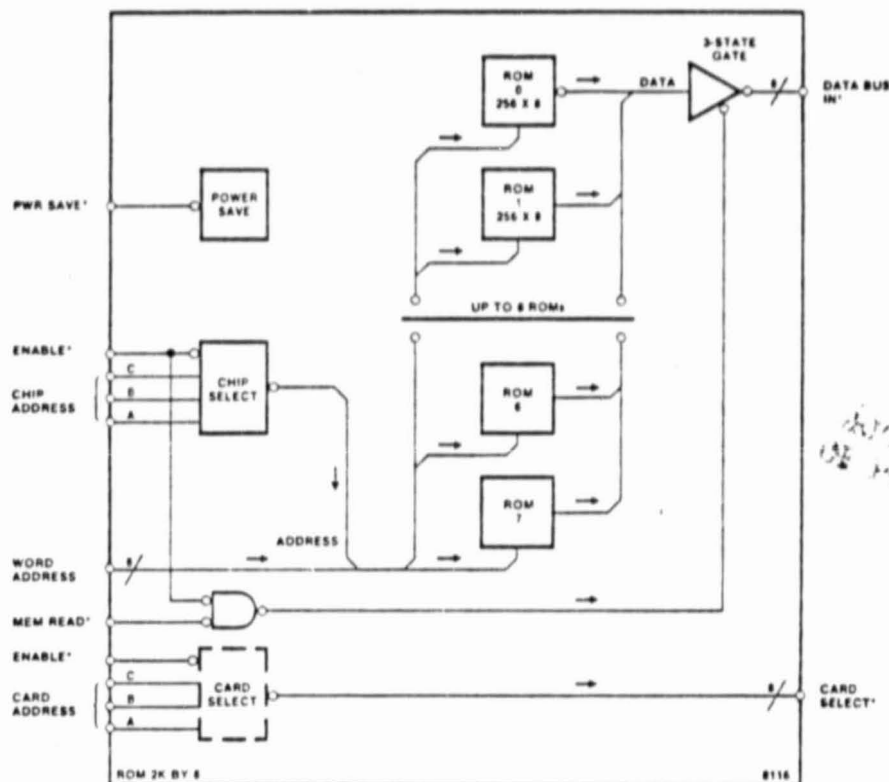 3-STATE
GATE
ROM
0
256 X 8
DATA
8
DATA BUS
IN*
PWR SAVE*
POWER
SAVE
ROM
1
256 X 8
UP TO 8 ROMs
ENABLE*
C
CHIP
ADDRESS
B
A
CHIP
SELECT
ROM
6
ROM
7
ADDRESS
WORD
ADDRESS
8
MEM READ*
ENABLE*
C
CARD
ADDRESS
B
A
CARD
SELECT
8
CARD
SELECT*
ROM 2K BY 8
8116